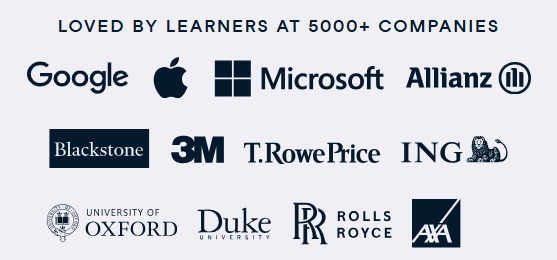 LOVED BY LEARNERS AT 5000+ COMPANIES
Google Microsoft Allianz
Blackstone 3M T.RowePrice ING
UNIVERSITY OF
OXFORD
Duke
UNIVERSITY
RR
ROLLS
ROYCE
AXA